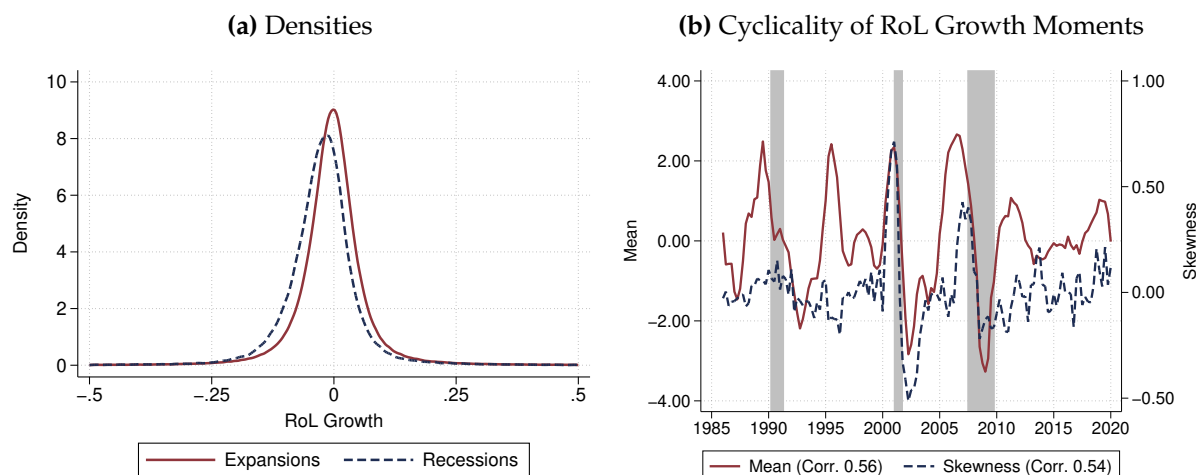 (a) Densities
10
8
6
4
2
0
Density
−.5 −.25 0 .25 .5
RoL Growth
Expansions Recessions
(b) Cyclicality of RoL Growth Moments
4.00
2.00
0.00
−2.00
−4.00
Mean
1.00
0.50
0.00
−0.50
Skewness
1985 1990 1995 2000 2005 2010 2015 2020
Mean (Corr. 0.56) Skewness (Corr. 0.54)